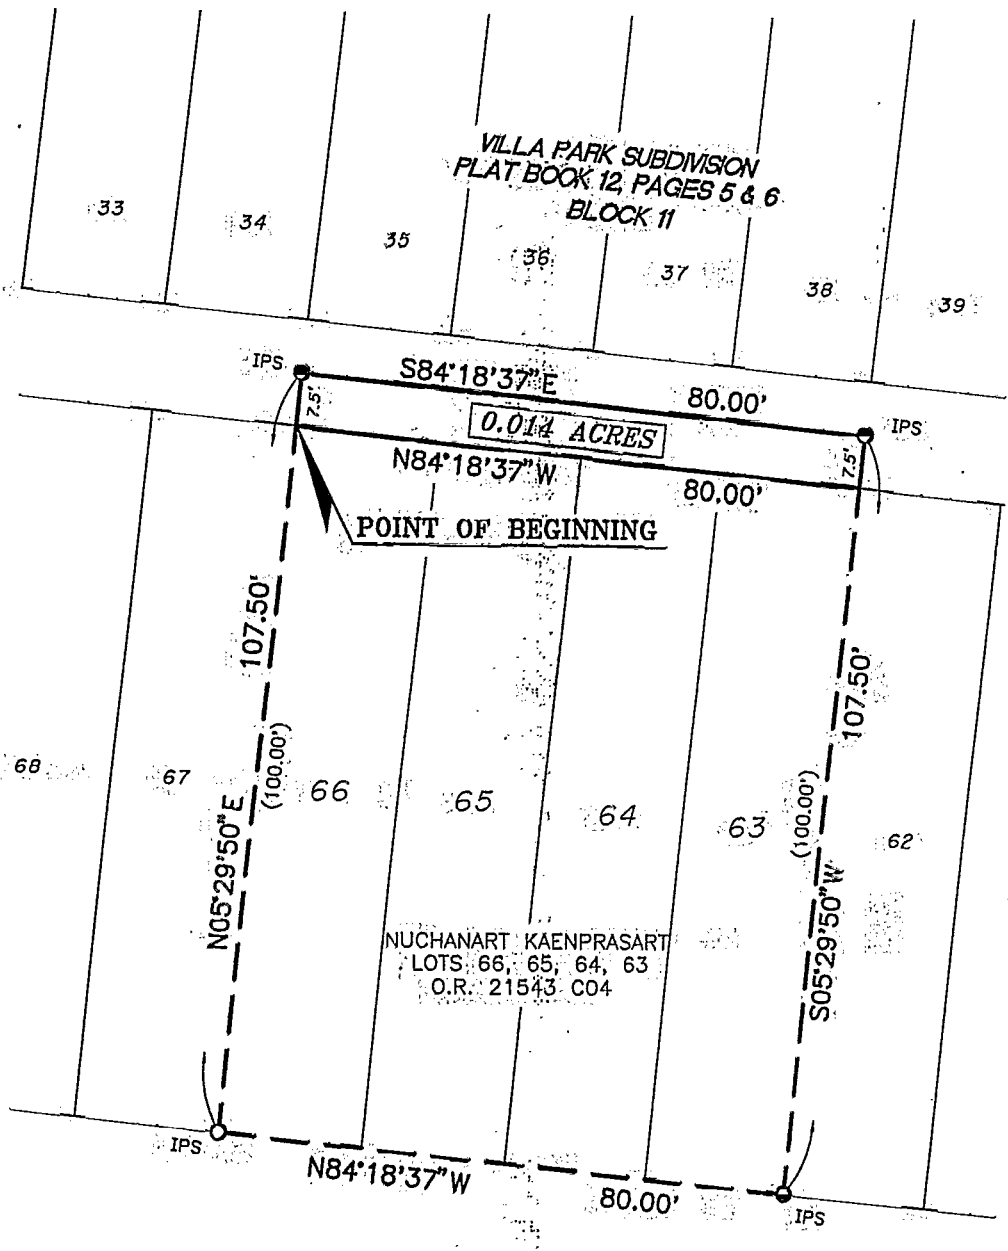 VILLA PARK SUBDIVISION
PLAT BOOK 12, PAGES 5 & 6
BLOCK 11
33
34
35
36
37
38
39
IPS
S84°18'37"E
80.00'
IPS
7.5'
0.014 ACRES
7.5'
N84°18'37"W
80.00'
POINT OF BEGINNING
107.50'
(100.00')
N05°29'50"E
107.50'
(100.00')
S05°29'50"W
68
67
66
65
64
63
62
NUCHANART KAENPRASART
LOTS 66, 65, 64, 63
O.R. 21543 C04
IPS
N84°18'37"W
80.00'
IPS